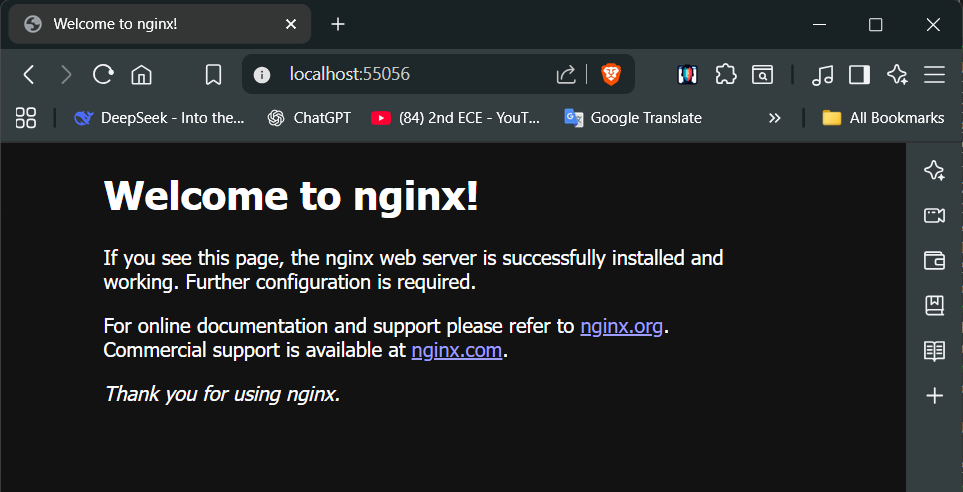 Welcome to nginx!
localhost:55056
DeepSeek - Into the...
ChatGPT
(84) 2nd ECE - YouT...
Google Translate
All Bookmarks
Welcome to nginx!
If you see this page, the nginx web server is successfully installed and
working. Further configuration is required.
For online documentation and support please refer to nginx.org.
Commercial support is available at nginx.com.
Thank you for using nginx.